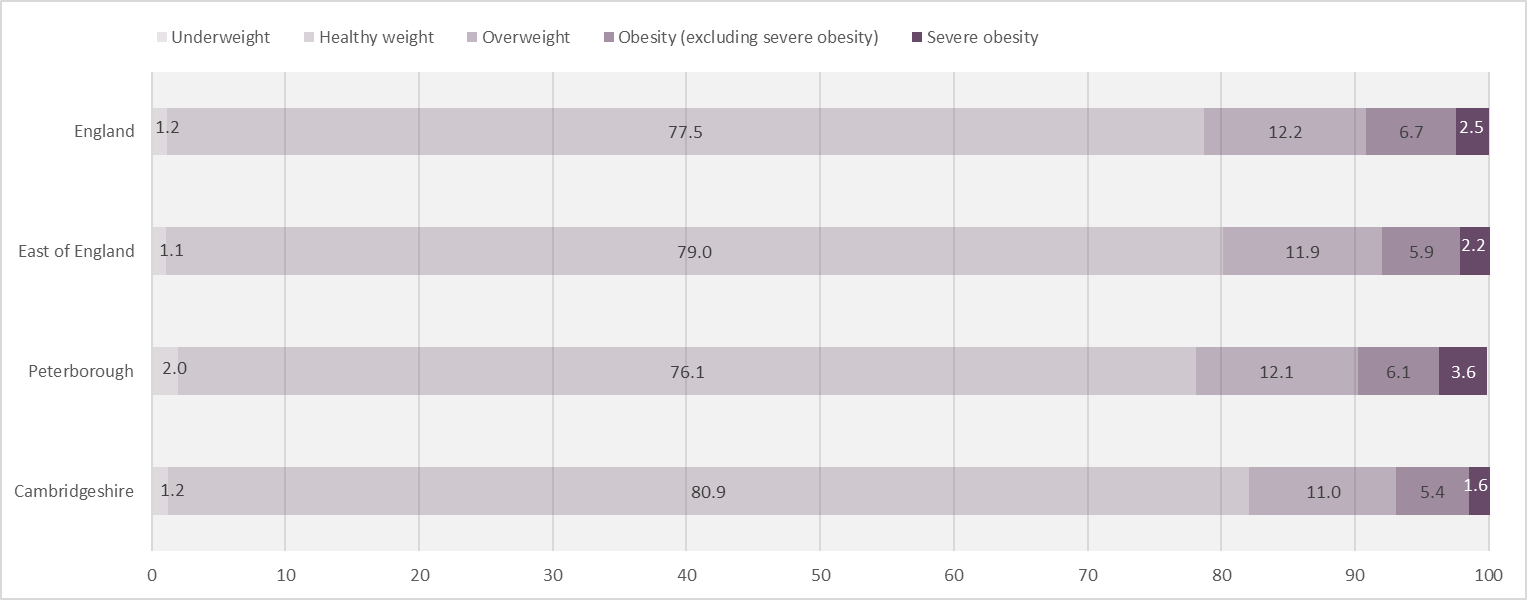 Underweight Healthy weight Overweight Obesity (excluding severe obesity) Severe obesity
England 1.2 77.5 12.2 6.7 2.5
East of England 1.1 79.0 11.9 5.9 2.2
Peterborough 2.0 76.1 12.1 6.1 3.6
Cambridgeshire 1.2 80.9 11.0 5.4 1.6
0 10 20 30 40 50 60 70 80 90 100